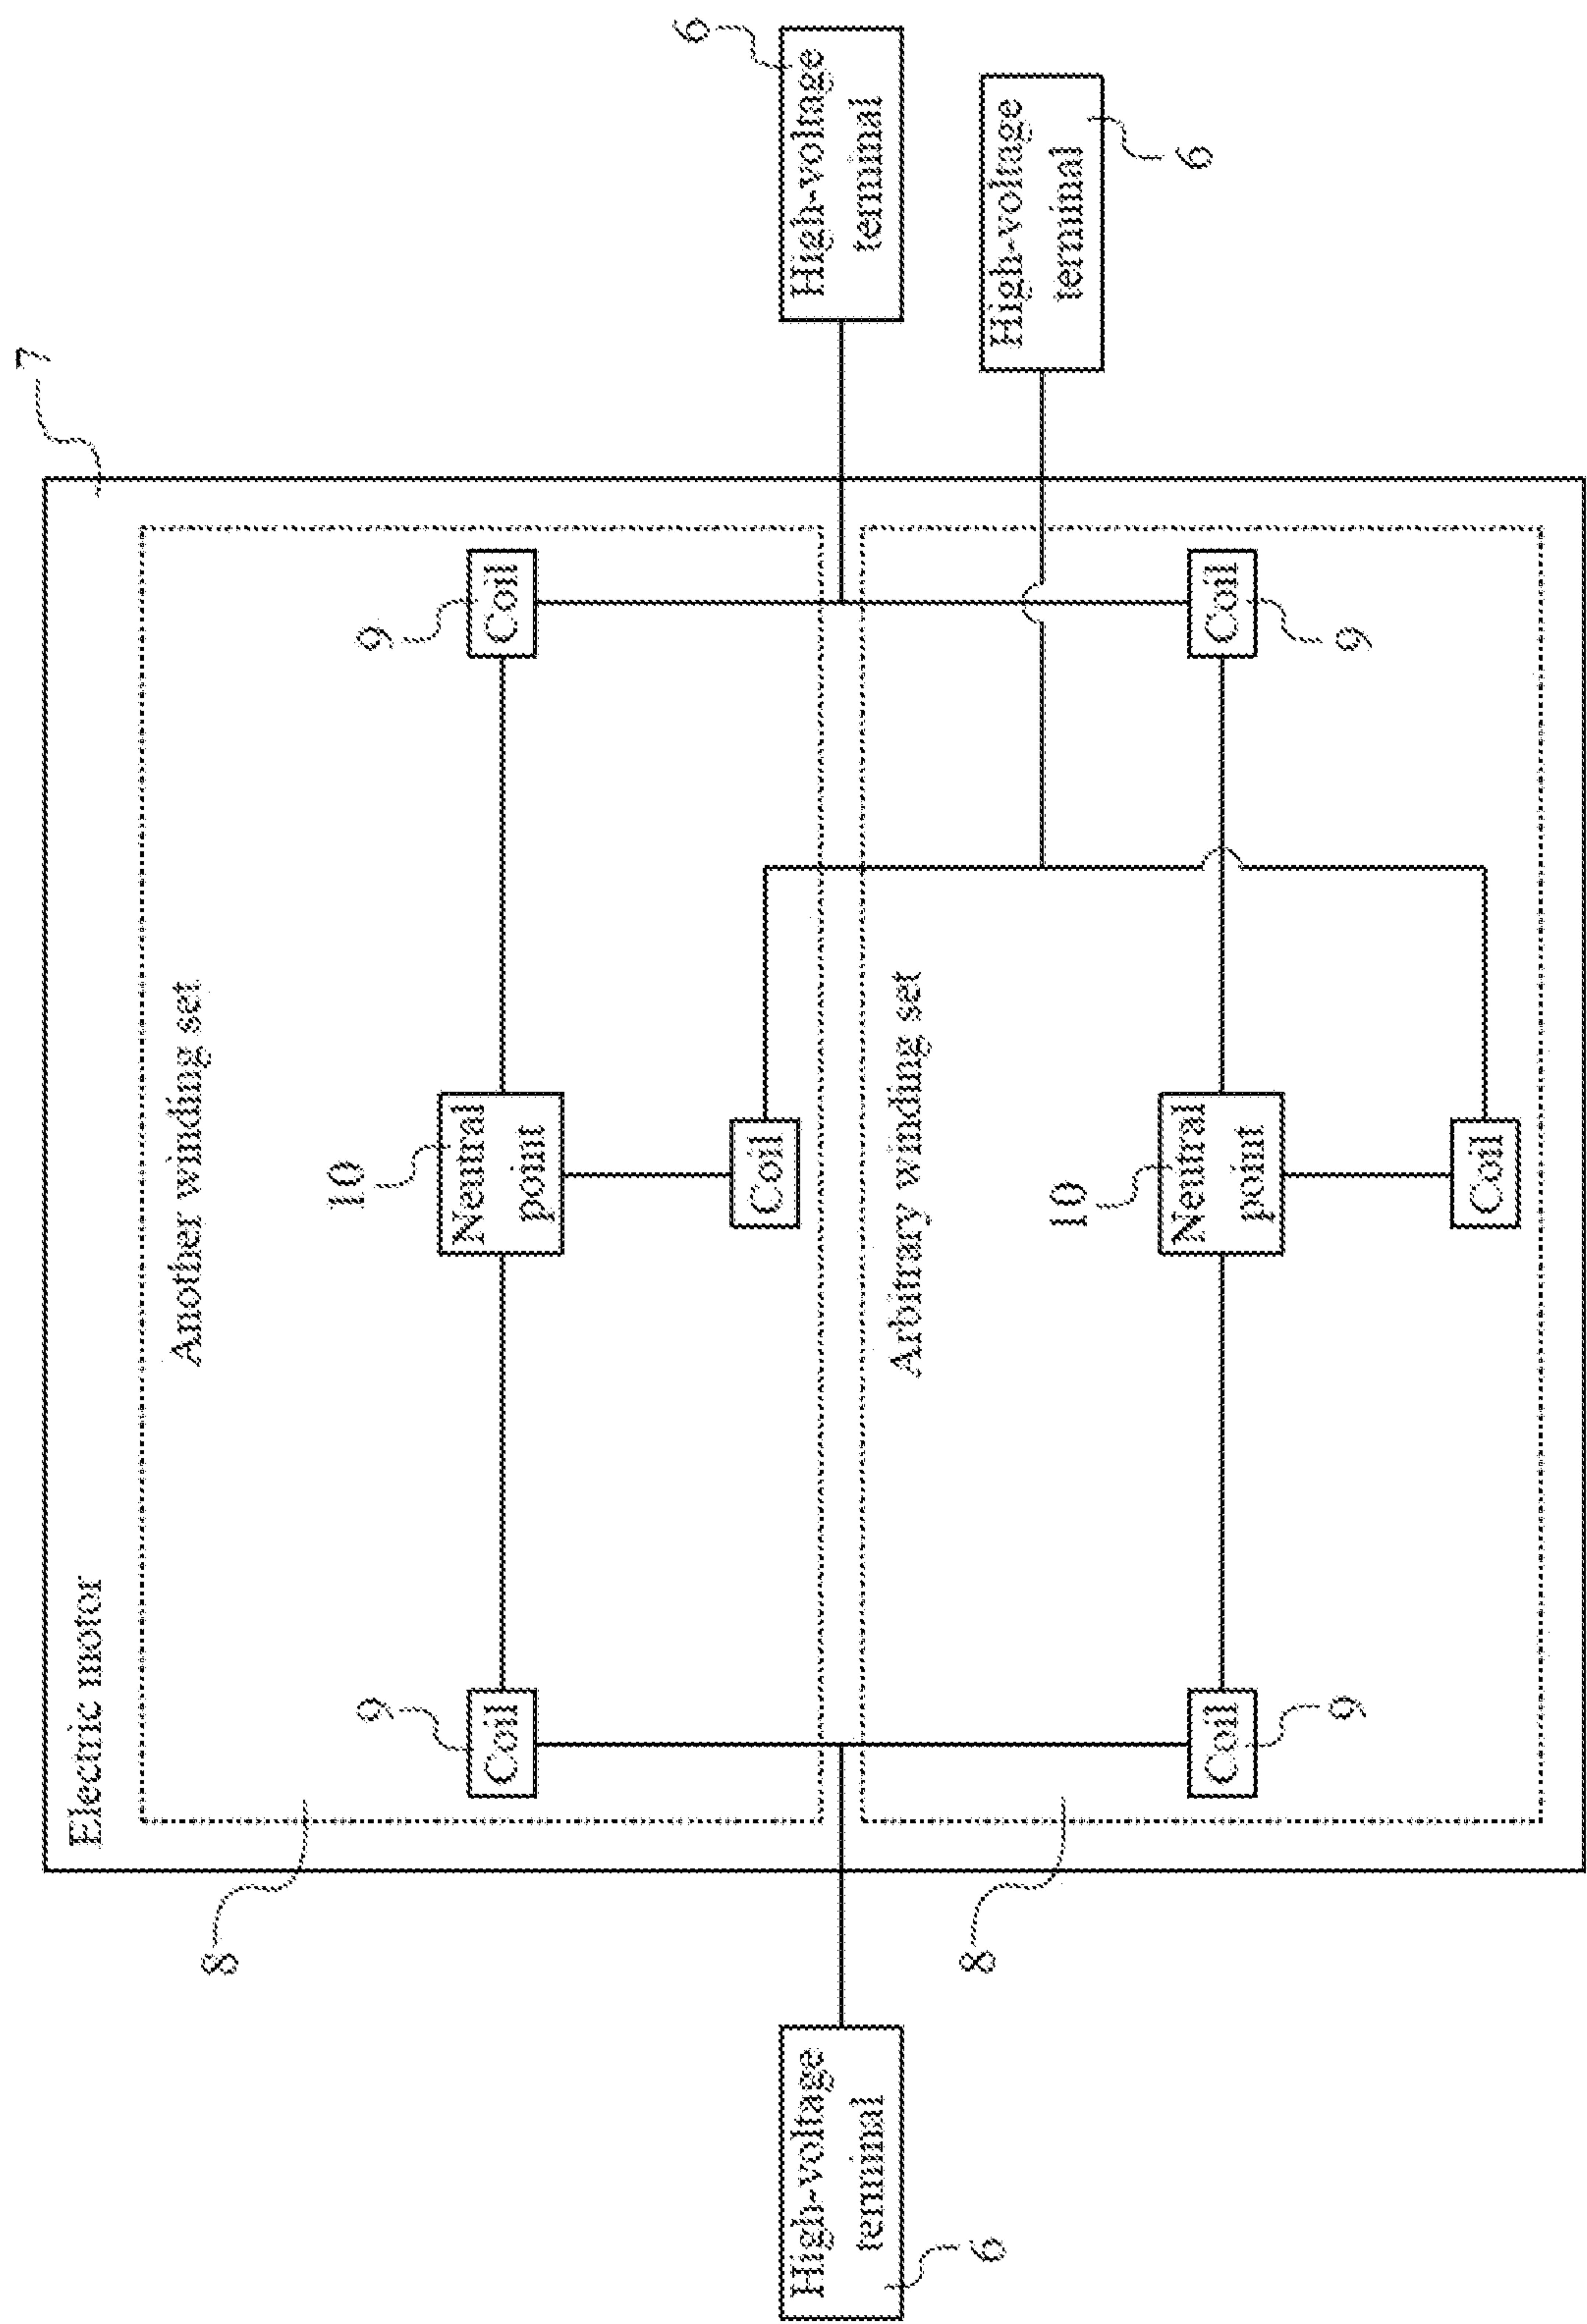 7
Electric motor
Another winding set
8
10
9
9
Coil
Neutral
point
Coil
6
Coil
High-voltage
terminal
High-voltage
terminal
Arbitrary winding set
8
6
High-voltage
terminal
6
10
Coil
Neutral
point
Coil
9
9
Coil